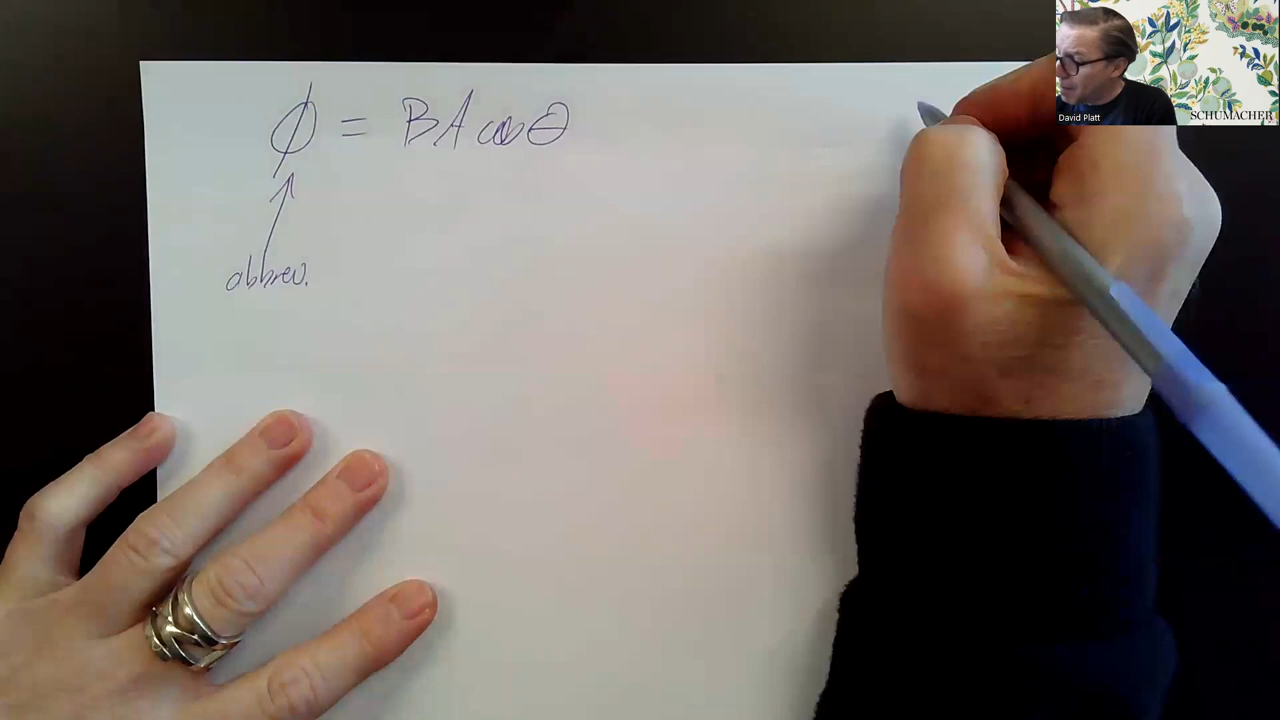 ϕ = BA cos θ
abbrev.
David Platt
SCHUMACHER